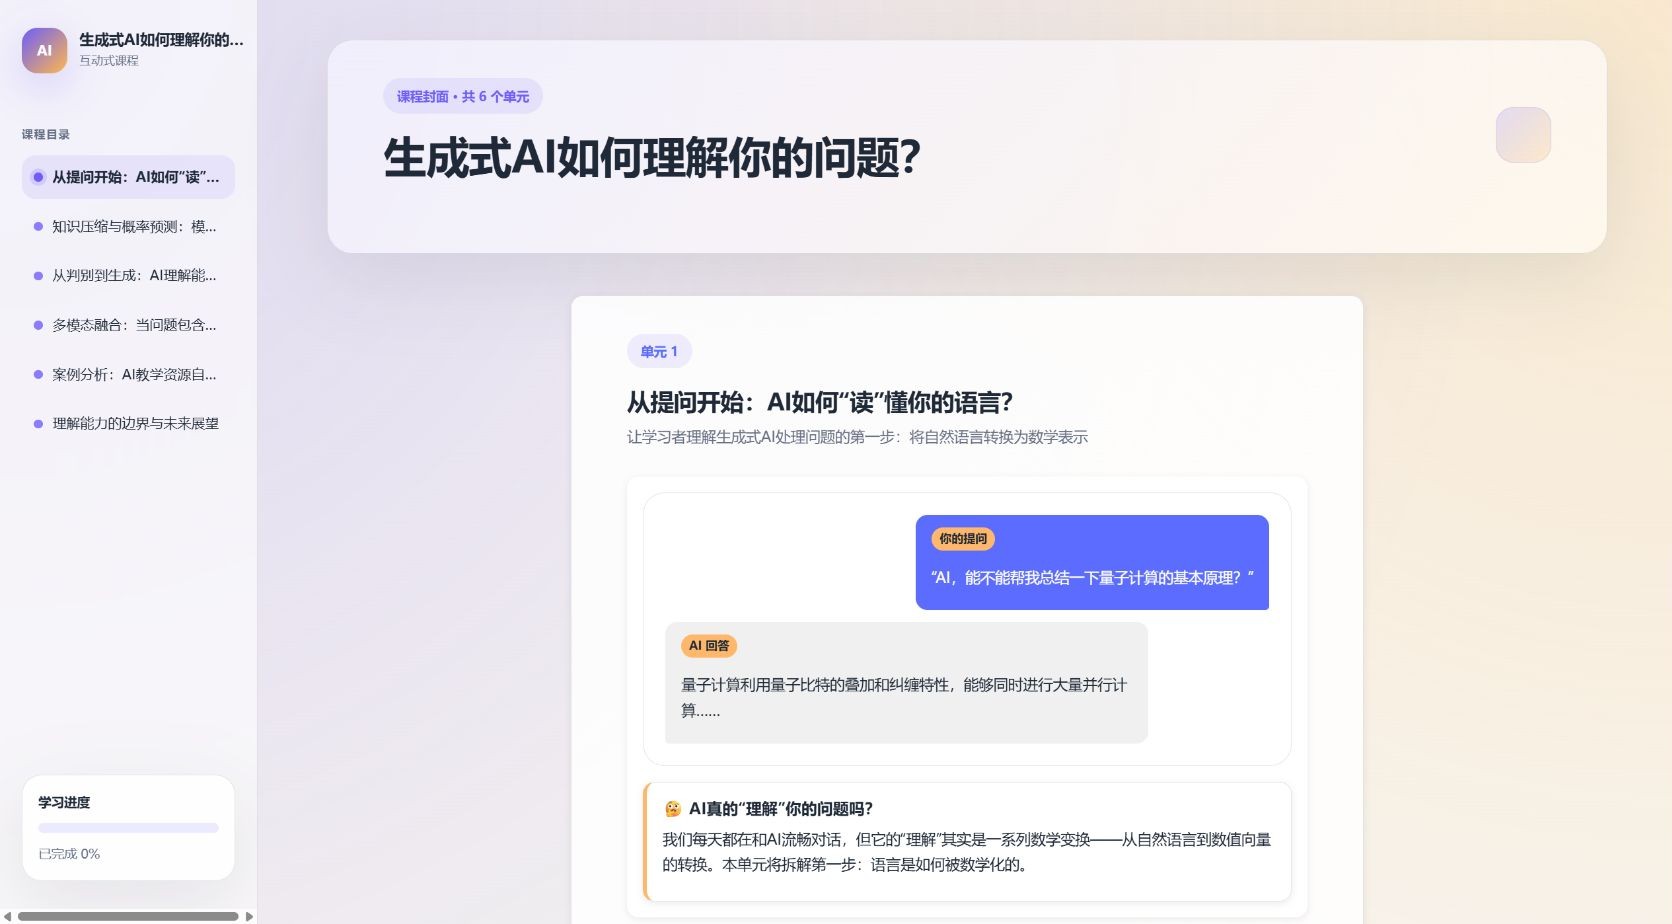 AI
生成式AI如何理解你的...
互动式课程
课程目录
从提问开始：AI如何“读”...
知识压缩与概率预测：模...
从判别到生成：AI理解能...
多模态融合：当问题包含...
案例分析：AI教学资源自...
理解能力的边界与未来展望
学习进度
已完成 0%
课程封面 • 共 6 个单元
生成式AI如何理解你的问题？
单元 1
从提问开始：AI如何“读”懂你的语言？
让学习者理解生成式AI处理问题的第一步：将自然语言转换为数学表示
你的提问
“AI，能不能帮我总结一下量子计算的基本原理？”
AI 回答
量子计算利用量子比特的叠加和纠缠特性，能够同时进行大量并行计
算……
🤔 AI真的“理解”你的问题吗？
我们每天都在和AI流畅对话，但它的“理解”其实是一系列数学变换——从自然语言到数值向量
的转换。本单元将拆解第一步：语言是如何被数学化的。